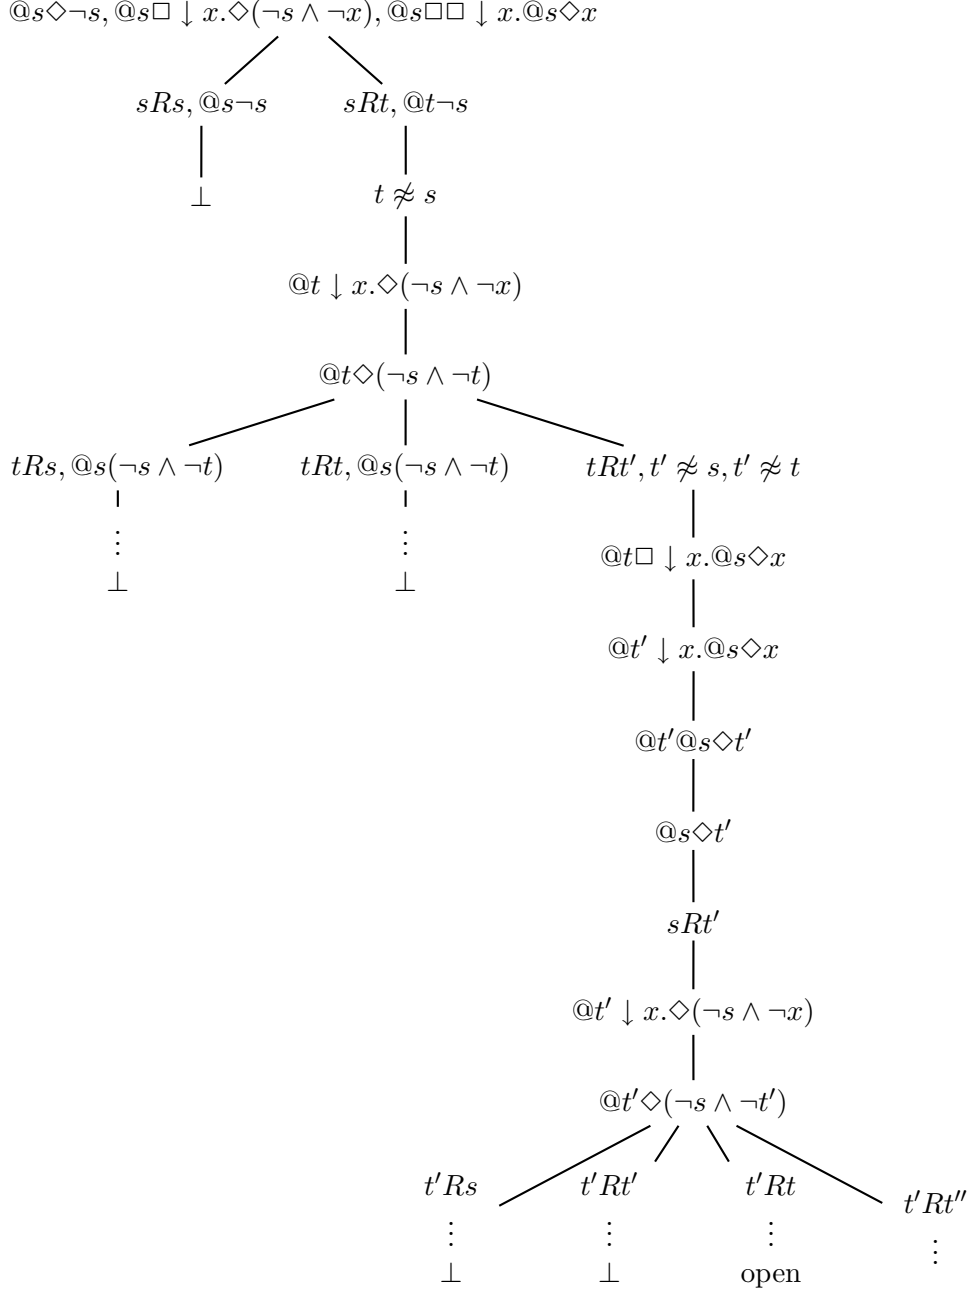 @s◇¬s, @s□ ↓ x.◇(¬s ∧ ¬x), @s□□ ↓ x.@s◇x
sRs, @s¬s sRt, @t¬s
⊥ t ≉ s
@t ↓ x.◇(¬s ∧ ¬x)
@t◇(¬s ∧ ¬t)
tRs, @s(¬s ∧ ¬t) tRt, @s(¬s ∧ ¬t) tRt′, t′ ≉ s, t′ ≉ t
⋮ ⋮ @t□ ↓ x.@s◇x
⊥ ⊥
@t′ ↓ x.@s◇x
@t′@s◇t′
@s◇t′
sRt′
@t′ ↓ x.◇(¬s ∧ ¬x)
@t′◇(¬s ∧ ¬t′)
t′Rs t′Rt′ t′Rt t′Rt″
⋮ ⋮ ⋮ ⋮
⊥ ⊥ open